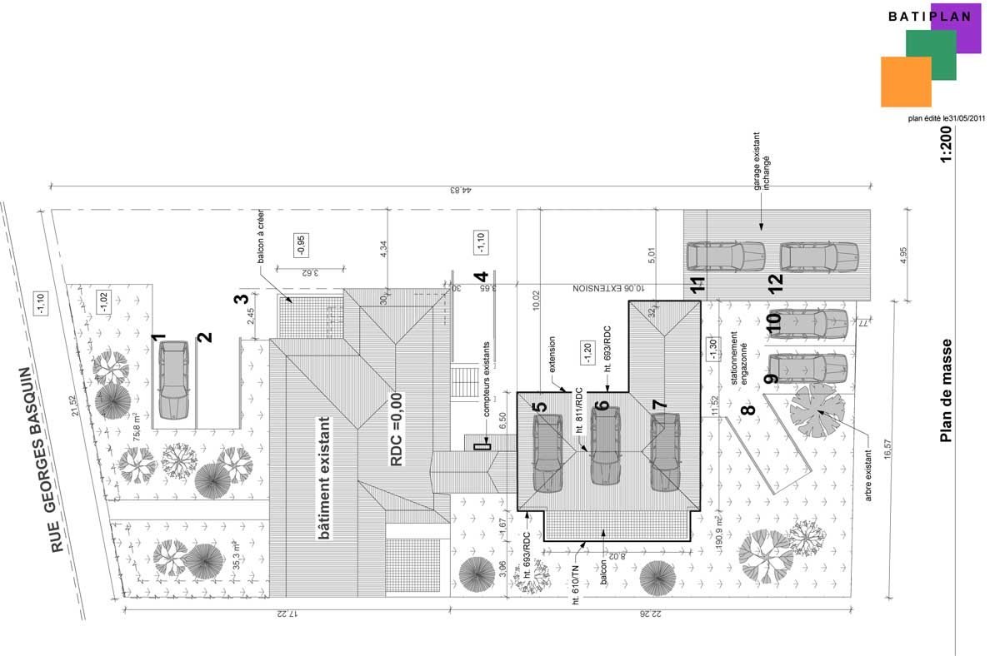 BATIPLAN
plan édité le31/05/2011
1:200
Plan de masse
RUE GEORGES BASQUIN
-1,10
-1,02
21,52
44,83
75,8 m²
35,3 m²
1
2
3
4
5
6
7
8
9
10
11
12
balcon à créer
2,45
3,62
-0,95
4,34
30
bâtiment existant
RDC =0,00
-1,10
30
3,65
10,06 EXTENSION
10,02
5,01
32
compteurs existants
6,50
extension
-1,20
ht. 693/RDC
ht. 811/RDC
1,67
3,06
ht. 693/RDC
ht. 610/TN
balcon
8,02
190,9 m²
11,52
-1,30
stationnement
engazonné
garage existant
inchangé
4,95
77
16,57
arbre existant
17,22
22,26